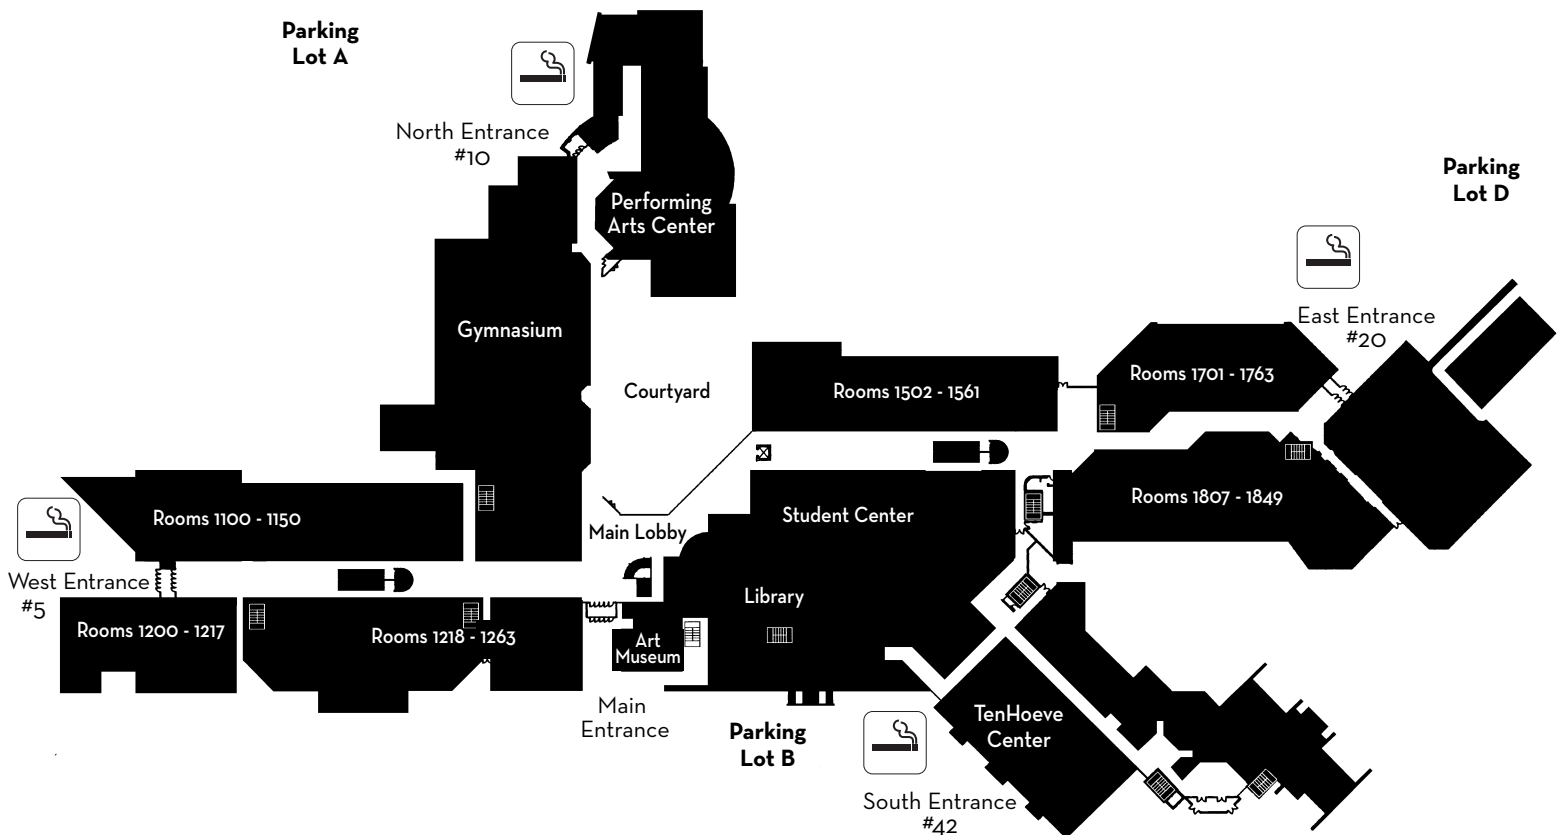 Parking
Lot A
North Entrance
#10
Parking
Lot D
Performing
Arts Center
East Entrance
#20
Gymnasium
Courtyard
Rooms 1502 - 1561
Rooms 1701 - 1763
Rooms 1100 - 1150
Main Lobby
Student Center
Rooms 1807 - 1849
West Entrance
#5
Rooms 1200 - 1217
Rooms 1218 - 1263
Library
Art
Museum
Main
Entrance
Parking
Lot B
TenHoeve
Center
South Entrance
#42